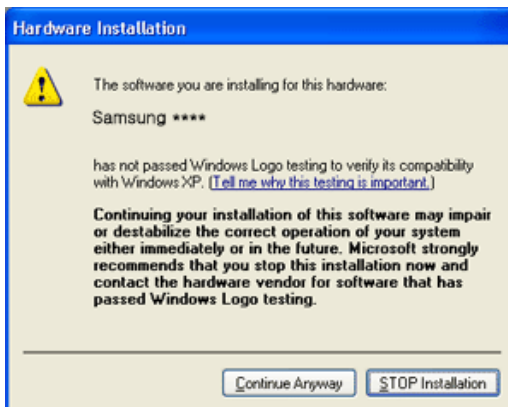 Hardware Installation
The software you are installing for this hardware:
Samsung ****
has not passed Windows Logo testing to verify its compatibility
with Windows XP. (Tell me why this testing is important.)
Continuing your installation of this software may impair
or destabilize the correct operation of your system
either immediately or in the future. Microsoft strongly
recommends that you stop this installation now and
contact the hardware vendor for software that has
passed Windows Logo testing.
Continue Anyway
STOP Installation